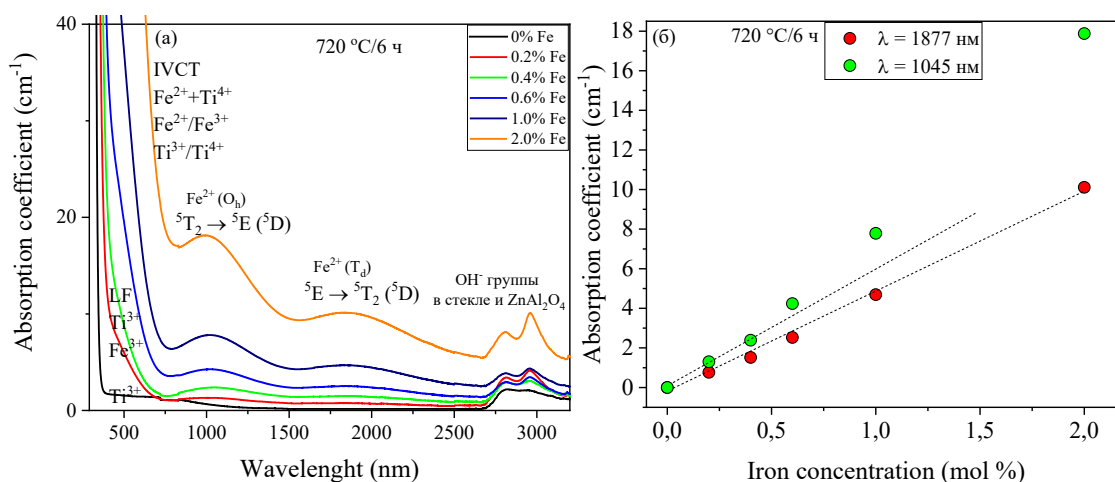 (а)
720 °C/6 ч
40
20
0
Absorption coefficient (cm⁻¹)
IVCT
Fe²⁺+Ti⁴⁺
Fe²⁺/Fe³⁺
Ti³⁺/Ti⁴⁺
0% Fe
0.2% Fe
0.4% Fe
0.6% Fe
1.0% Fe
2.0% Fe
Fe²⁺ (Oₕ)
⁵T₂ → ⁵E (⁵D)
Fe²⁺ (T_d)
⁵E → ⁵T₂ (⁵D)
OH⁻ группы
в стекле и ZnAl₂O₄
LF
Ti³⁺
Fe³⁺
Ti³⁺
500 1000 1500 2000 2500 3000
Wavelenght (nm)
(б)
720 °C/6 ч
λ = 1877 нм
λ = 1045 нм
18
16
14
12
10
8
6
4
2
0
Absorption coefficient (cm⁻¹)
0,0 0,5 1,0 1,5 2,0
Iron concentration (mol %)